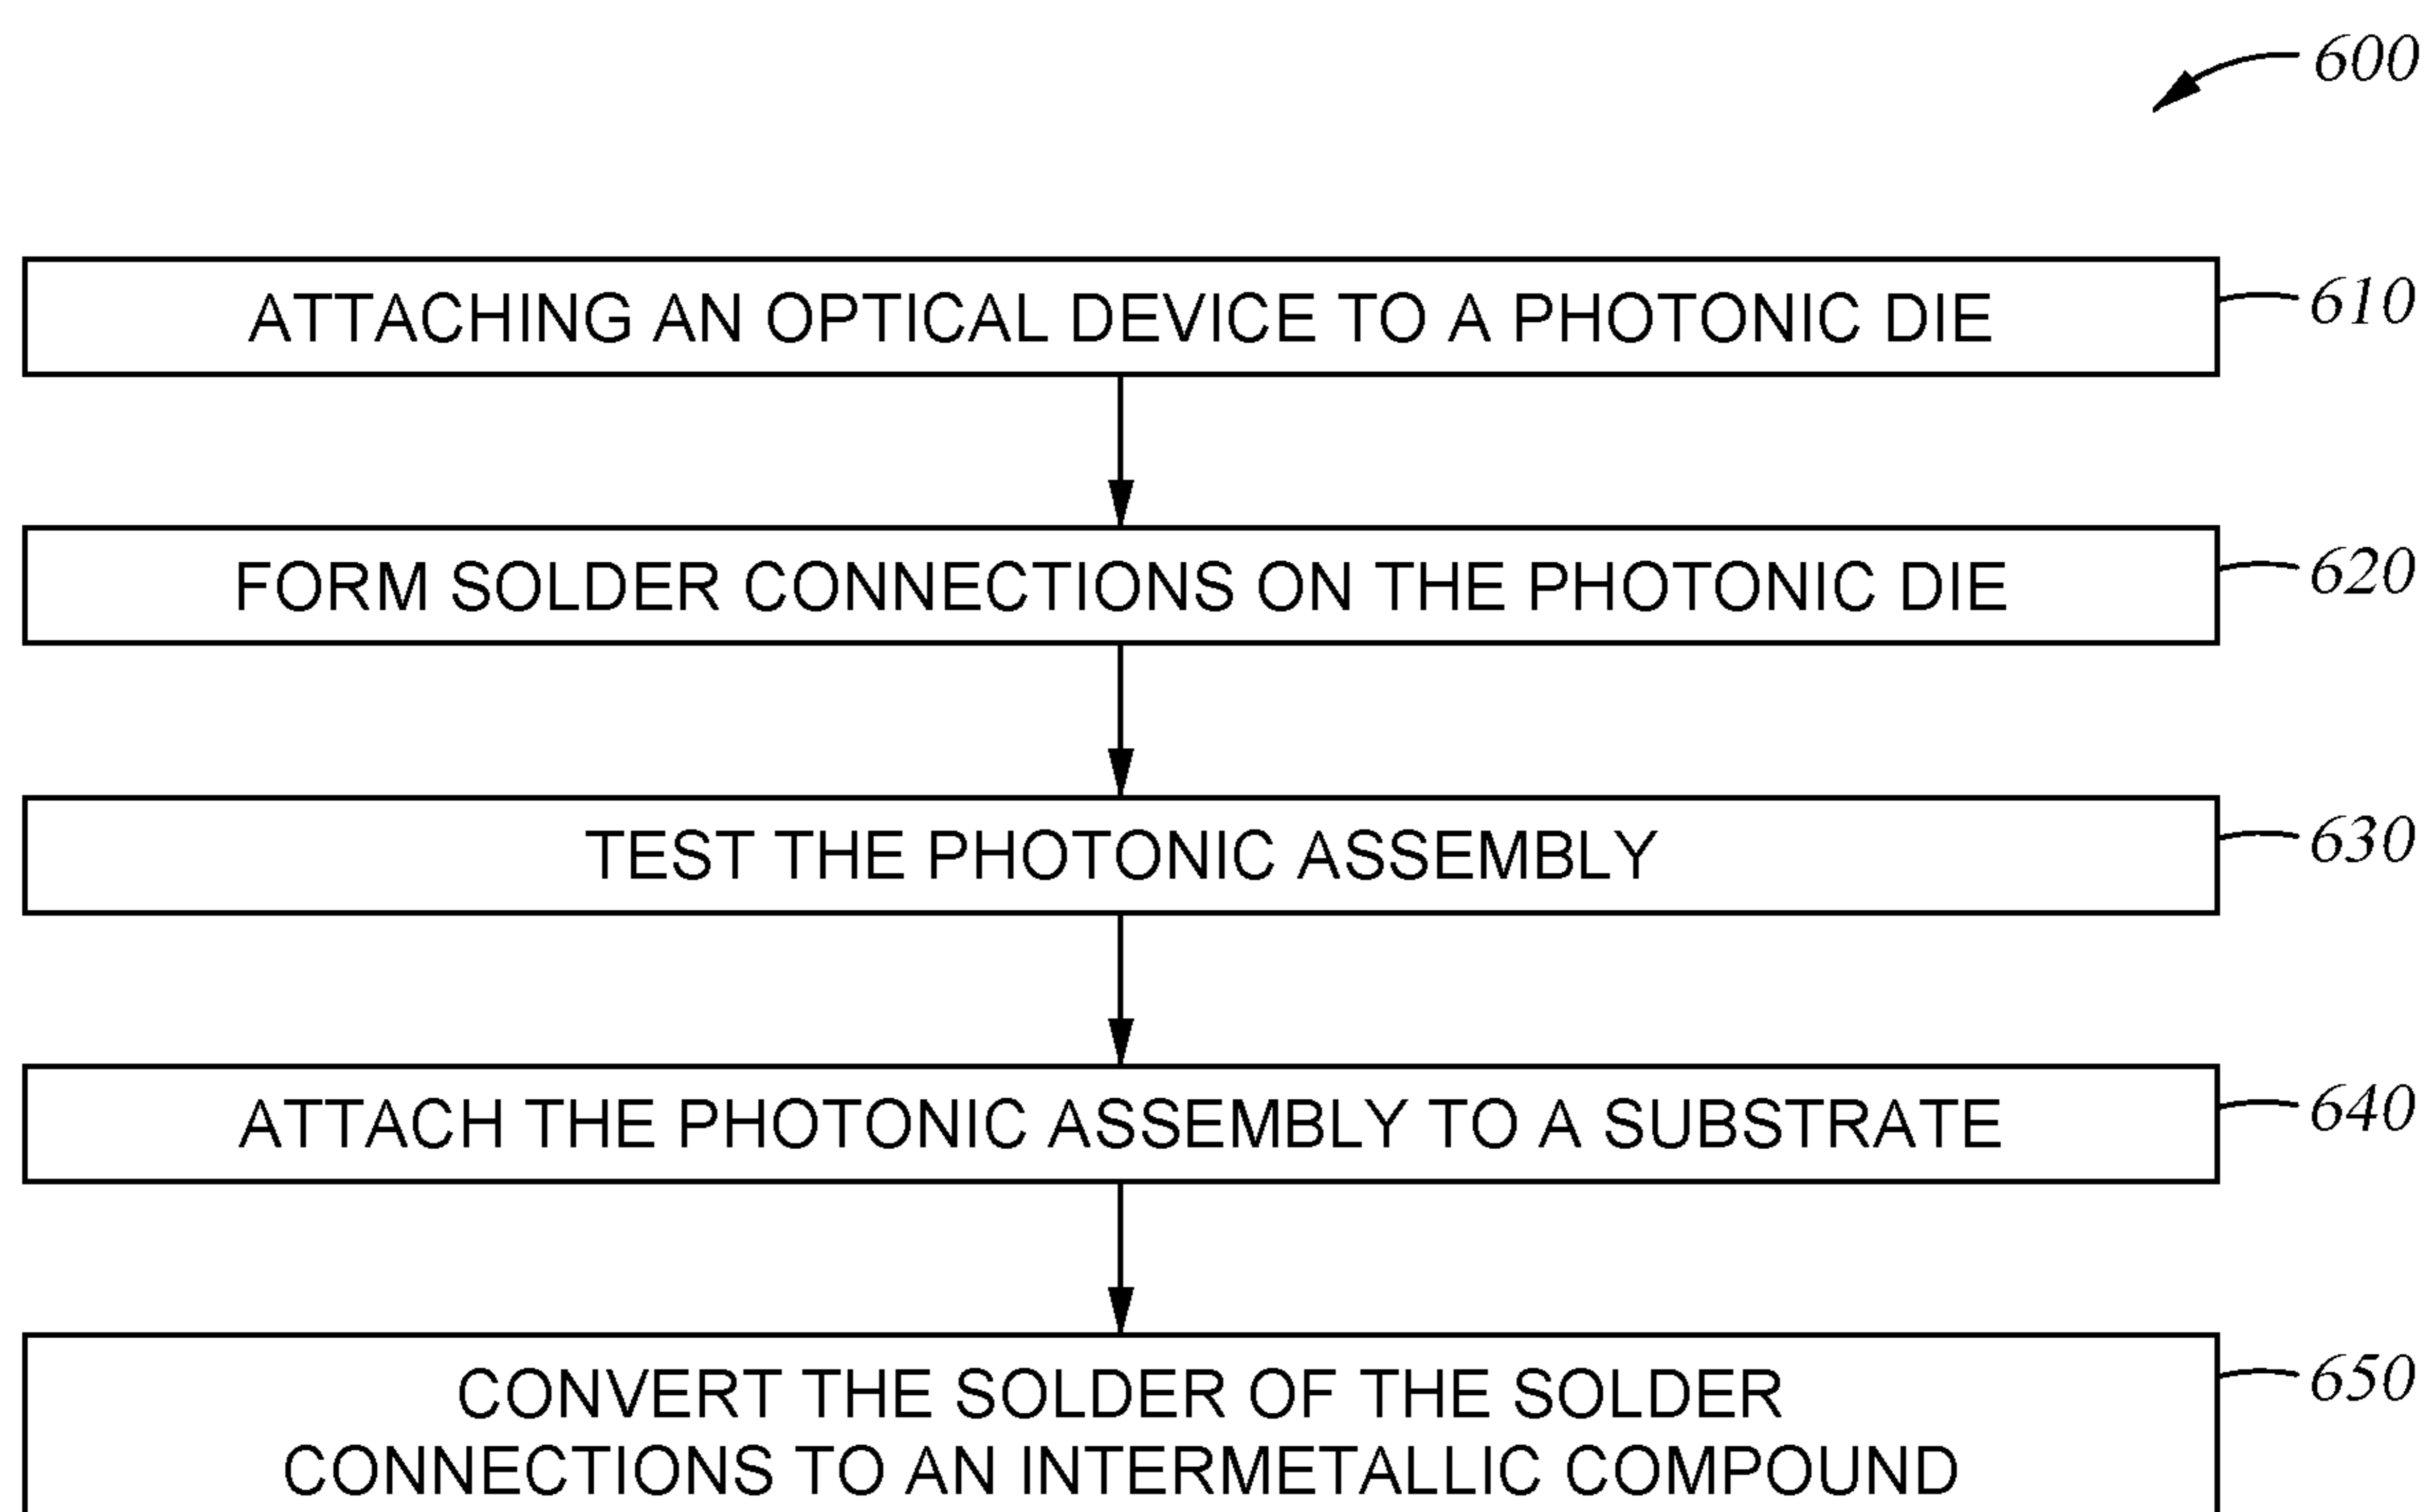 600
ATTACHING AN OPTICAL DEVICE TO A PHOTONIC DIE
610
FORM SOLDER CONNECTIONS ON THE PHOTONIC DIE
620
TEST THE PHOTONIC ASSEMBLY
630
ATTACH THE PHOTONIC ASSEMBLY TO A SUBSTRATE
640
CONVERT THE SOLDER OF THE SOLDER
650
CONNECTIONS TO AN INTERMETALLIC COMPOUND